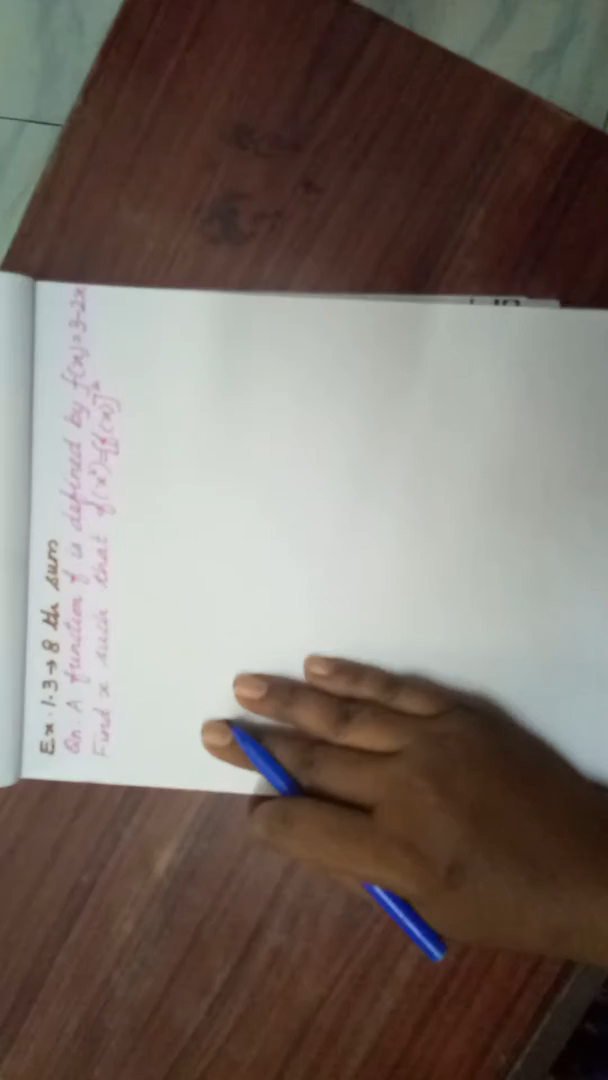 Ex. 1.3 → 8 th sum
Qn. A function f is defined by f(x) = 3-2x
Find x such that f(x²)=[f(x)]²